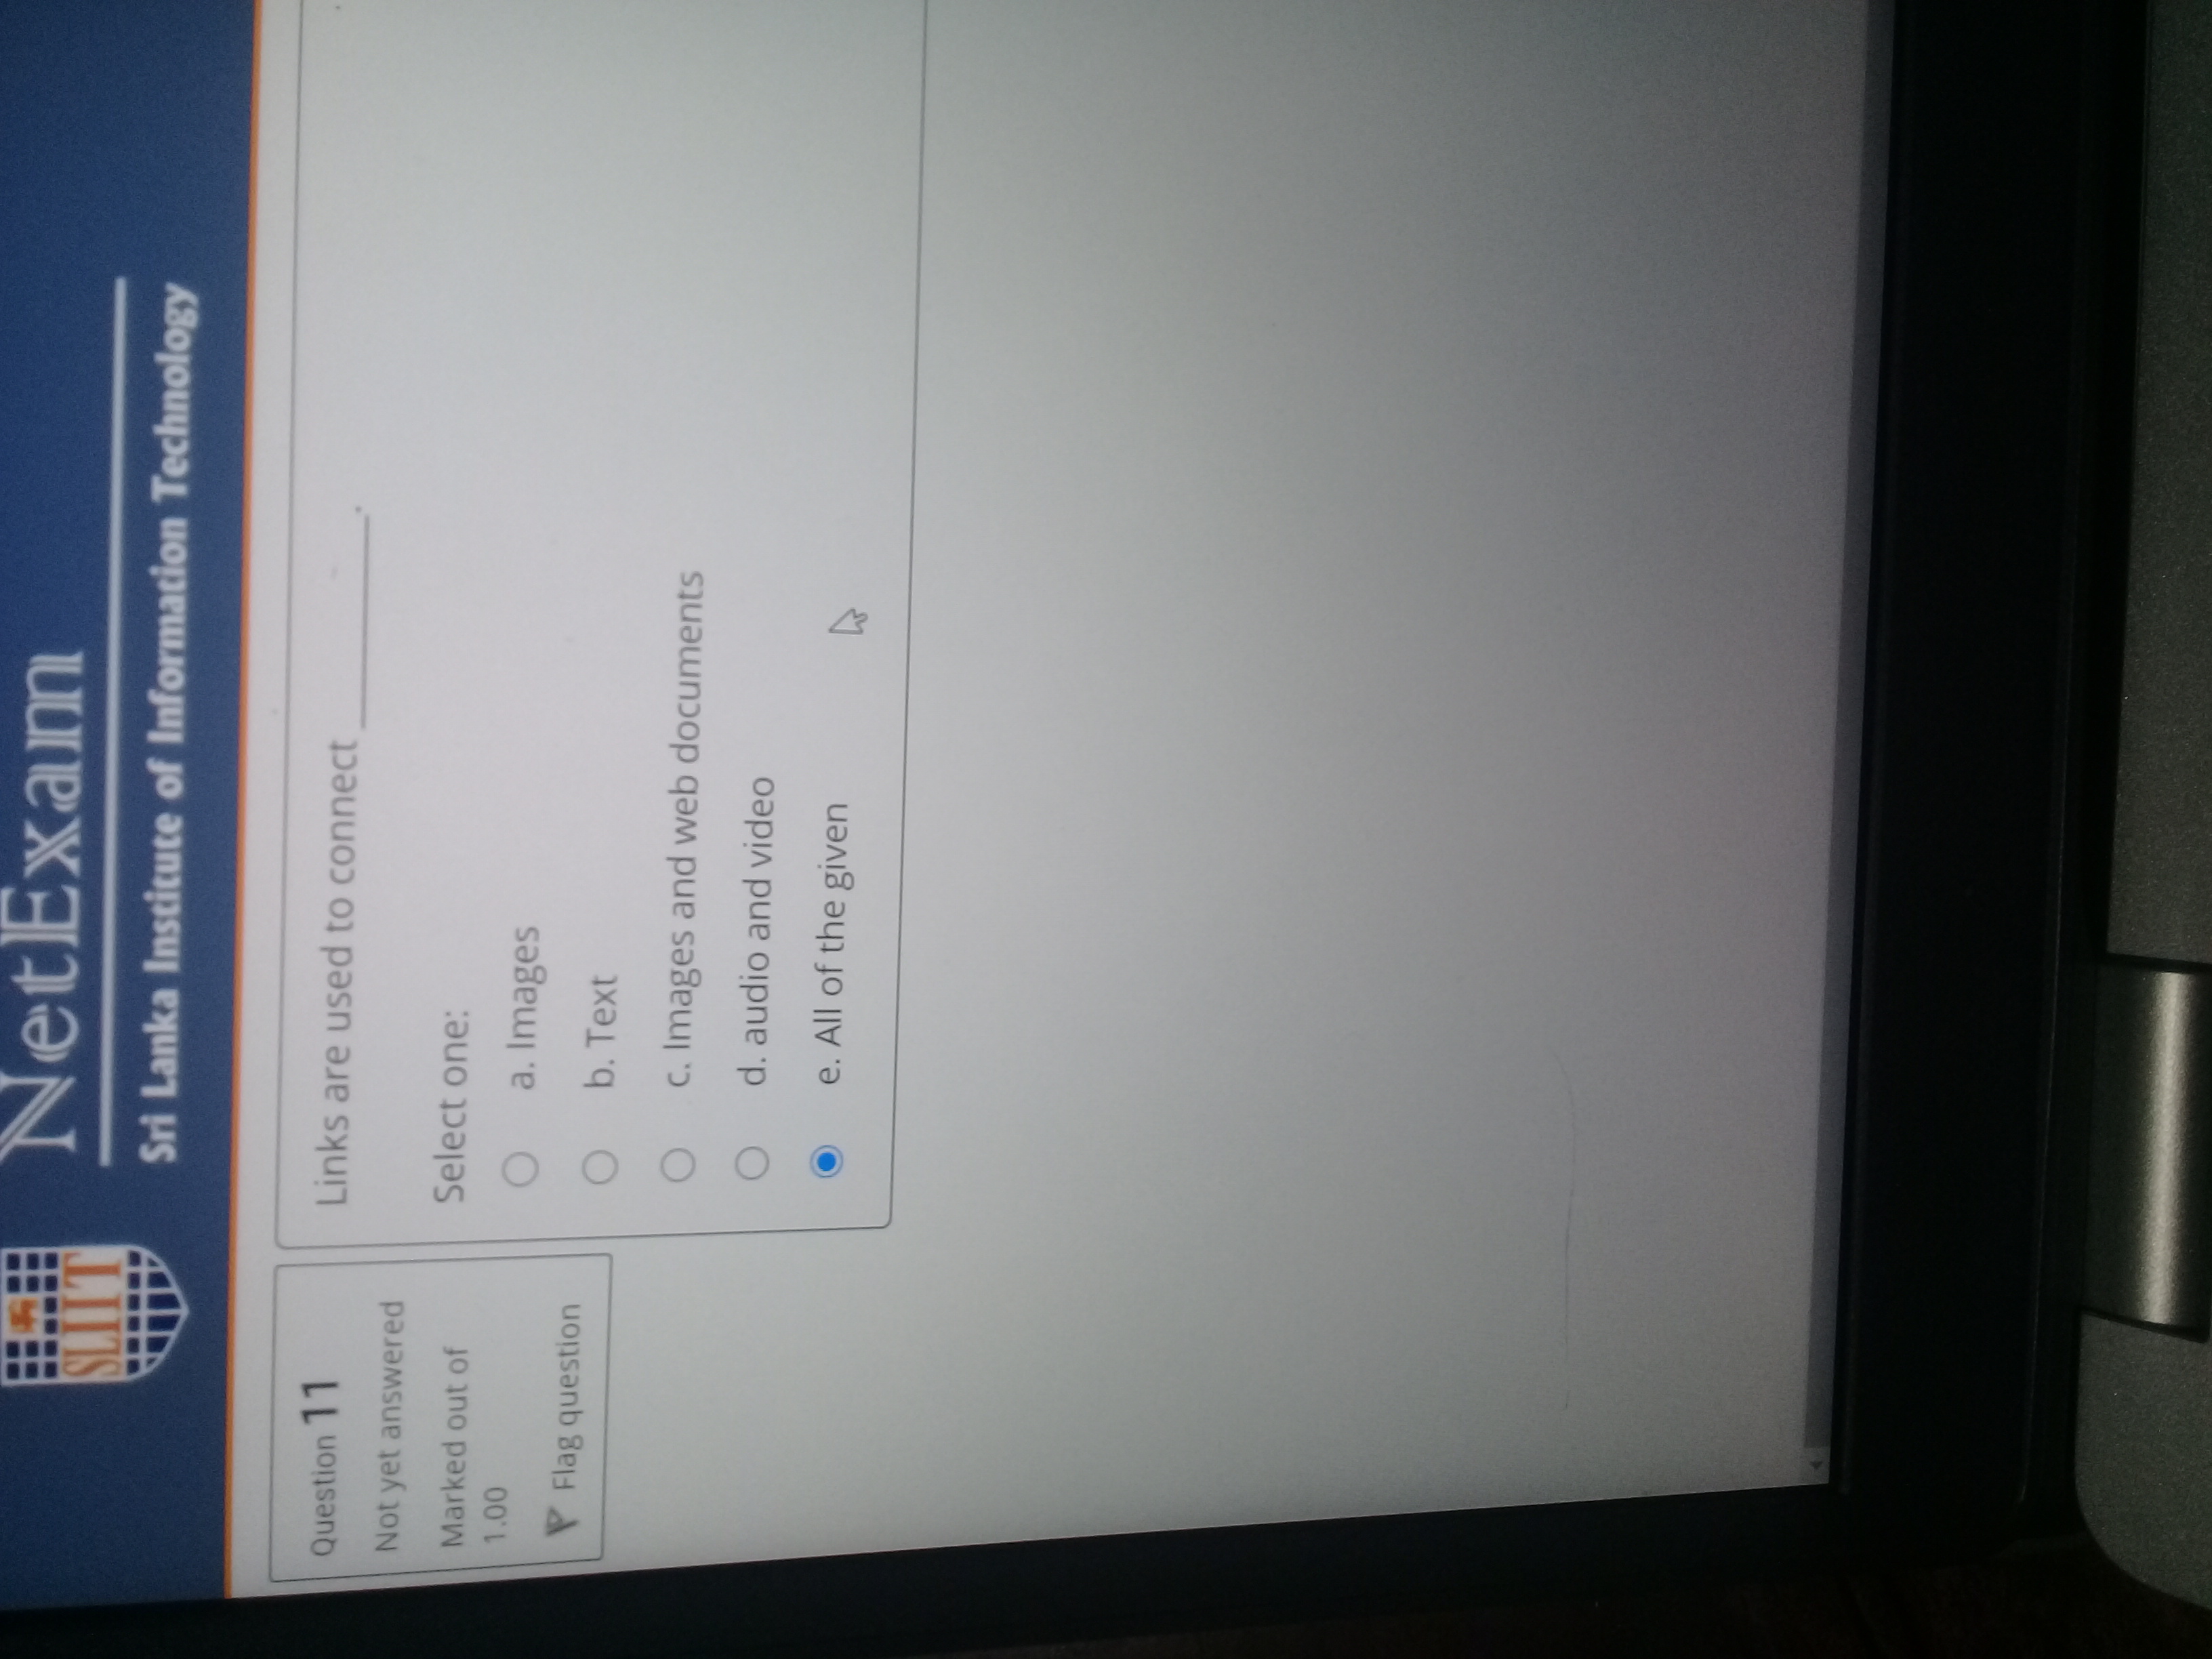 SLIIT
NetExam
Sri Lanka Institute of Information Technology
Question 11
Not yet answered
Marked out of
1.00
Flag question
Links are used to connect __________.
Select one:
a. Images
b. Text
c. Images and web documents
d. audio and video
e. All of the given